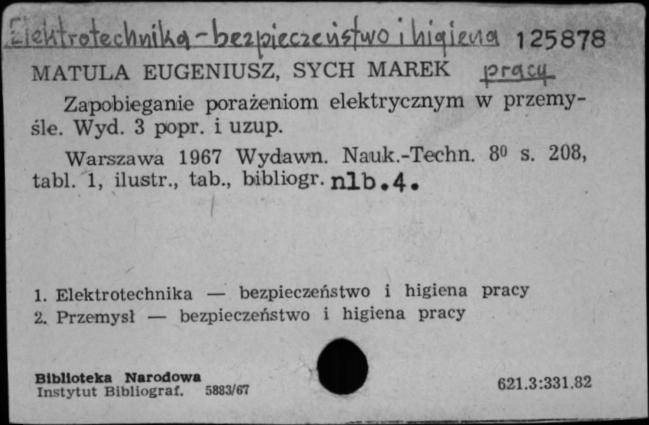 Elektrotechnika - bezpieczeństwo i higiena 125878
MATULA EUGENIUSZ, SYCH MAREK pracy
Zapobieganie porażeniom elektrycznym w przemy-
śle. Wyd. 3 popr. i uzup.
Warszawa 1967 Wydawn. Nauk.-Techn. 8⁰ s. 208,
tabl. 1, ilustr., tab., bibliogr. nlb.4.
1. Elektrotechnika — bezpieczeństwo i higiena pracy
2. Przemysł — bezpieczeństwo i higiena pracy
Biblioteka Narodowa
Instytut Bibliograf. 5883/67
621.3:331.82